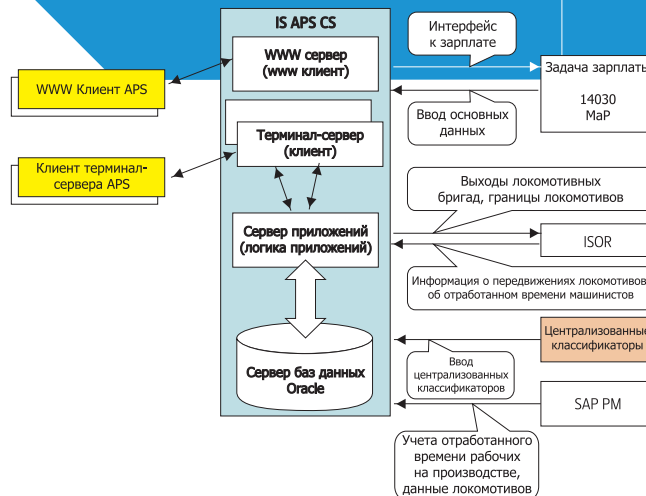 IS APS CS
WWW сервер
(www клиент)
Интерфейс
к зарплате
WWW Клиент APS
Задача зарплаты
14030
МаР
Ввод основных
данных
Терминал-сервер
(клиент)
Клиент терминал-
сервера APS
Выходы локомотивных
бригад, границы локомотивов
Сервер приложений
(логика приложений)
ISOR
Информация о передвижениях локомотивов
об отработанном времени машинистов
Централизованные
классификаторы
Ввод
централизованных
классификаторов
Сервер баз данных
Oracle
SAP PM
Учета отработанного
времени рабочих
на производстве,
данные локомотивов